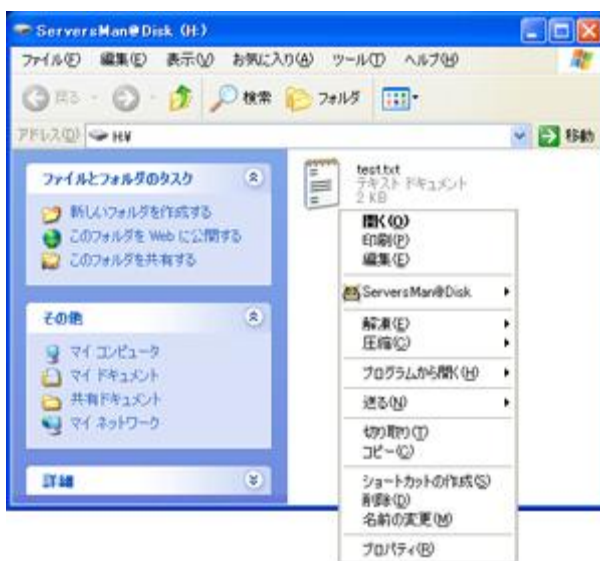 ServersMan@Disk (H:)
ファイル(F) 編集(E) 表示(V) お気に入り(A) ツール(T) ヘルプ(H)
戻る 検索 フォルダ
アドレス(D) H:¥ 移動
ファイルとフォルダのタスク
新しいフォルダを作成する
このフォルダを Web に公開する
このフォルダを共有する
その他
マイ コンピュータ
マイ ドキュメント
共有ドキュメント
マイ ネットワーク
詳細
test.txt
テキスト ドキュメント
2 KB
開く(O)
印刷(P)
編集(E)
ServersMan@Disk
解凍(E)
圧縮(C)
プログラムから開く(H)
送る(N)
切り取り(T)
コピー(C)
ショートカットの作成(S)
削除(D)
名前の変更(M)
プロパティ(R)